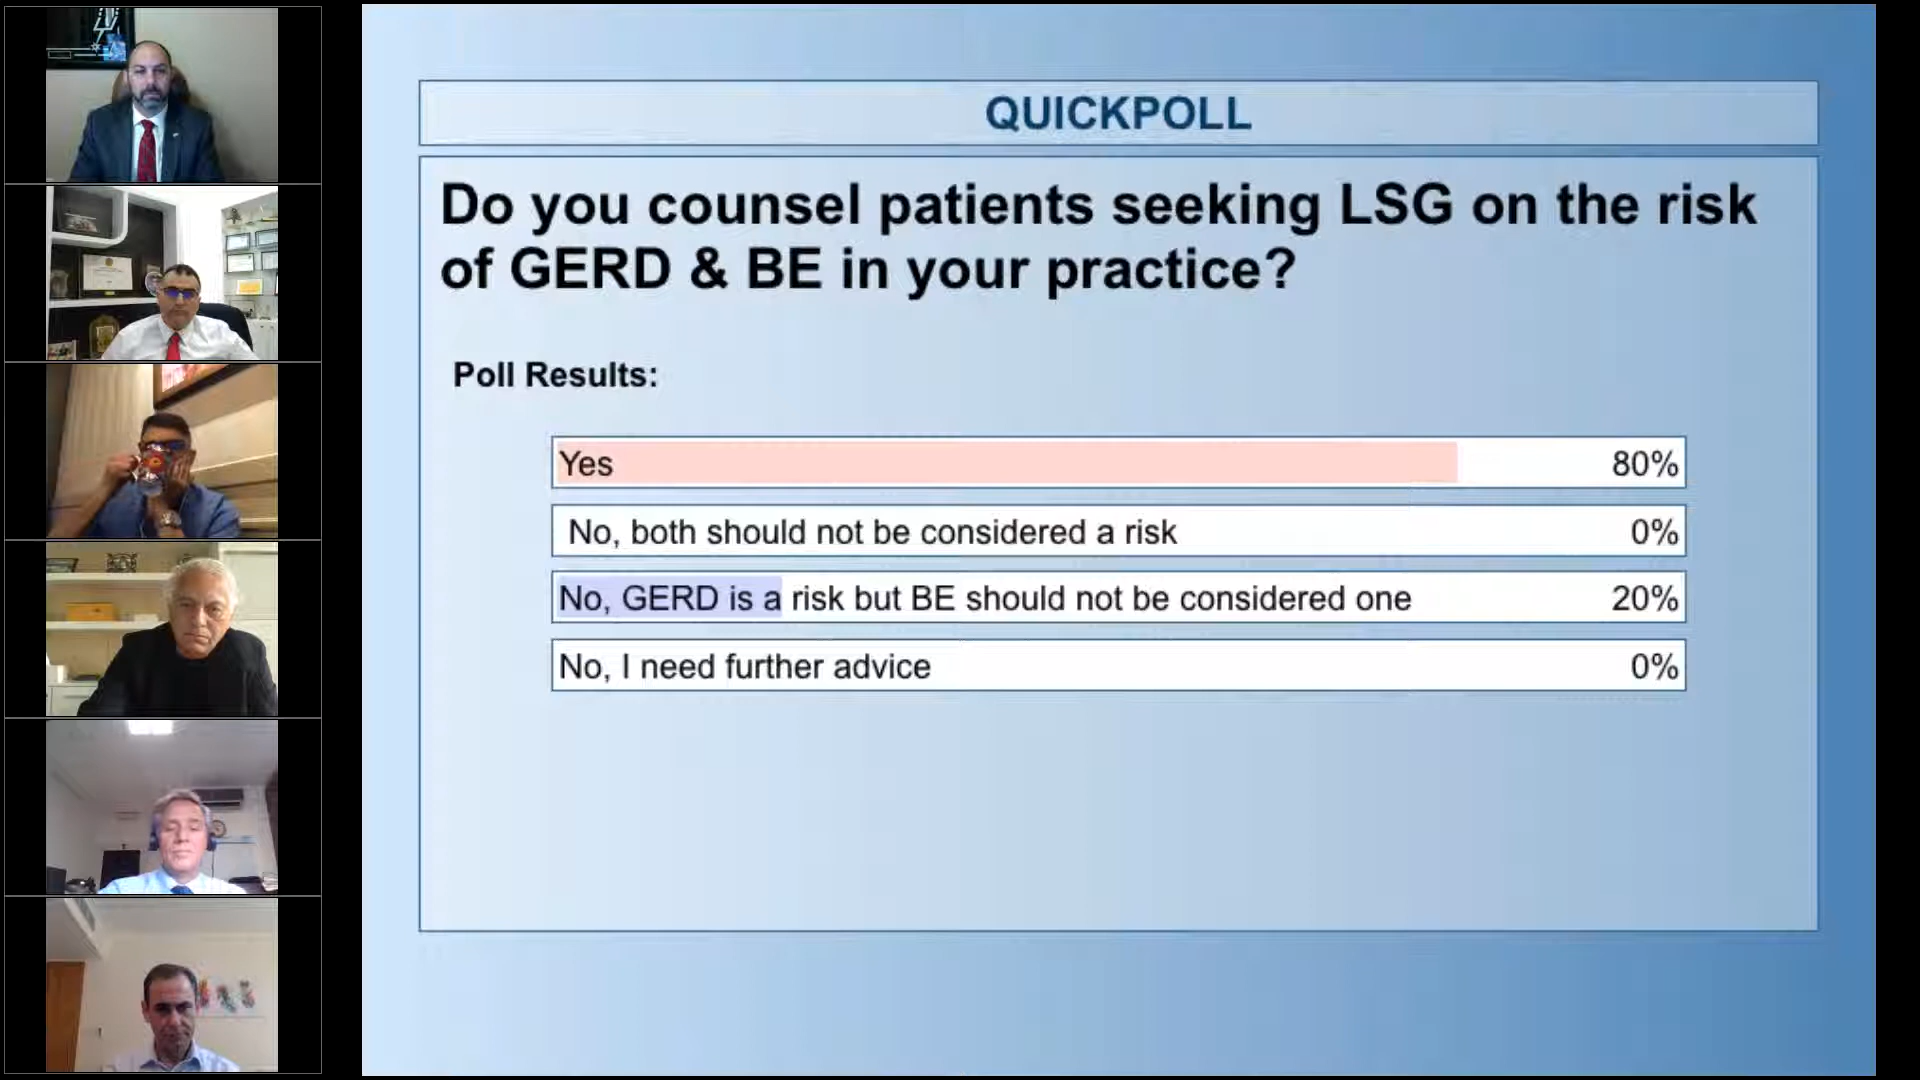 QUICKPOLL
Do you counsel patients seeking LSG on the risk
of GERD & BE in your practice?
Poll Results:
Yes 80%
No, both should not be considered a risk 0%
No, GERD is a risk but BE should not be considered one 20%
No, I need further advice 0%